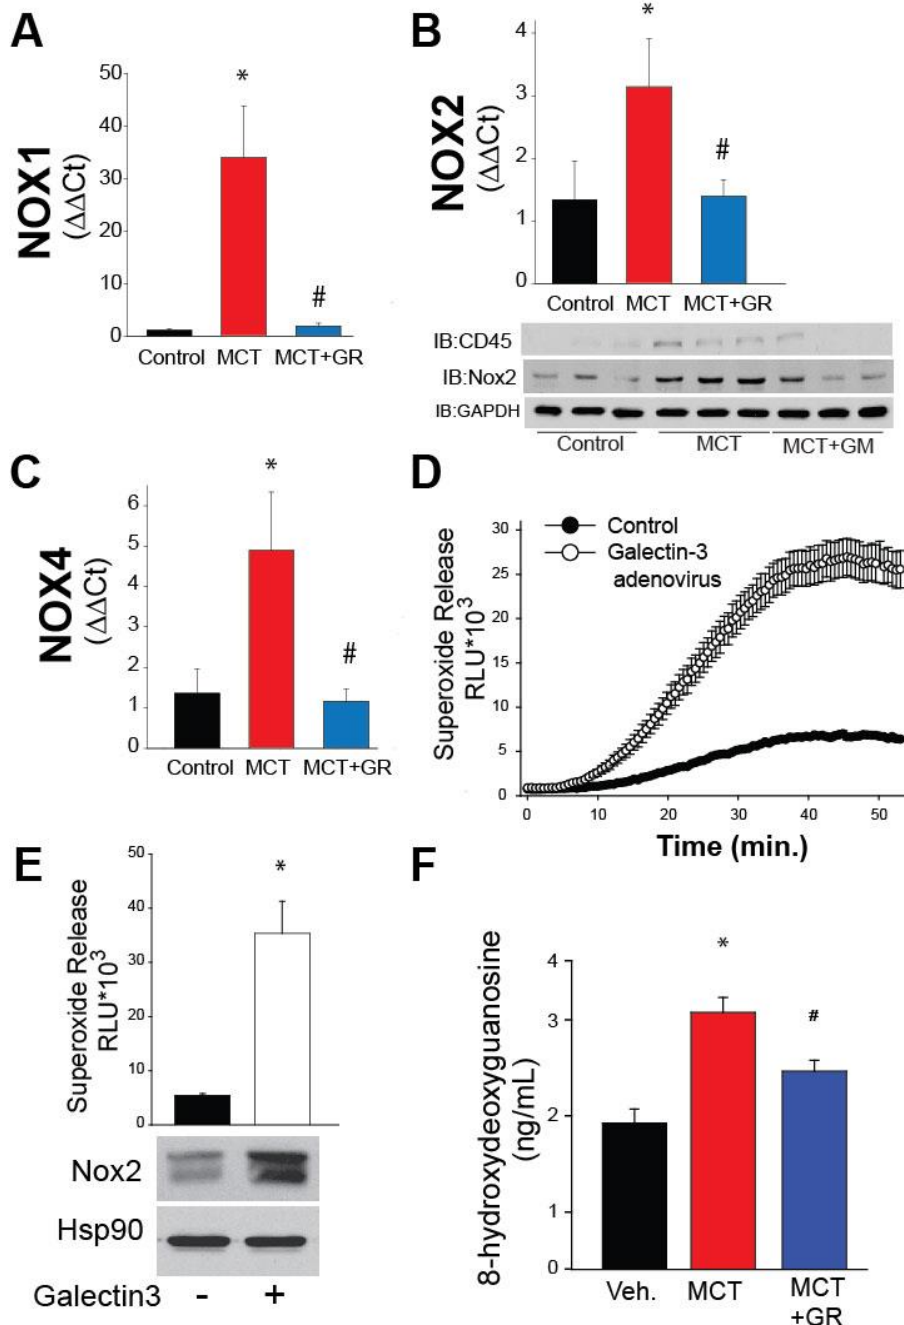 A
NOX1
(ΔΔCt)
50
40
30
20
10
0
*
#
Control MCT MCT+GR
B
NOX2
(ΔΔCt)
4
3
2
1
0
*
#
Control MCT MCT+GR
IB:CD45
IB:Nox2
IB:GAPDH
Control MCT MCT+GM
C
NOX4
(ΔΔCt)
6
5
4
3
2
1
0
*
#
Control MCT MCT+GR
D
Superoxide Release
RLU*10³
30
25
20
15
10
5
0
Control
Galectin-3
adenovirus
0 10 20 30 40 50
Time (min.)
E
Superoxide Release
RLU*10³
50
40
30
20
10
0
*
Nox2
Hsp90
Galectin3 - +
F
8-hydroxydeoxyguanosine
(ng/mL)
4
3
2
1
0
*
#
Veh. MCT MCT
+GR